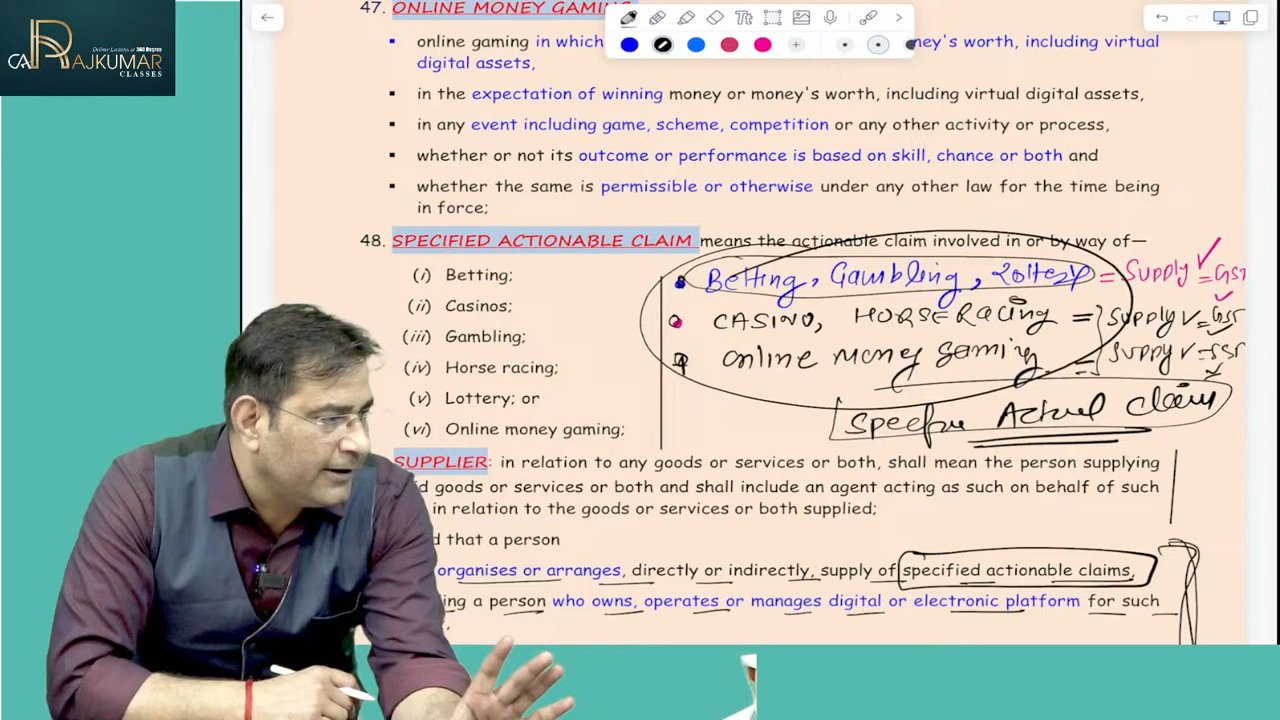 Deliver Lectures at 360 Degree
CA RAJKUMAR
CLASSES
47. ONLINE MONEY GAMING:
Tt
online gaming in which
ney's worth, including virtual
digital assets,
in the expectation of winning money or money's worth, including virtual digital assets,
in any event including game, scheme, competition or any other activity or process,
whether or not its outcome or performance is based on skill, chance or both and
whether the same is permissible or otherwise under any other law for the time being
in force;
48. SPECIFIED ACTIONABLE CLAIM means the actionable claim involved in or by way of—
(i) Betting;
(ii) Casinos;
(iii) Gambling;
(iv) Horse racing;
(v) Lottery; or
(vi) Online money gaming;
Betting, Gambling, Lottery = Supply = GST
CASINO, HORSE Racing = Supply = GST
online money gaming = Supply = GST
Actual claim
SUPPLIER: in relation to any goods or services or both, shall mean the person supplying
d goods or services or both and shall include an agent acting as such on behalf of such
in relation to the goods or services or both supplied;
d that a person
organises or arranges, directly or indirectly, supply of specified actionable claims,
ing a person who owns, operates or manages digital or electronic platform for such